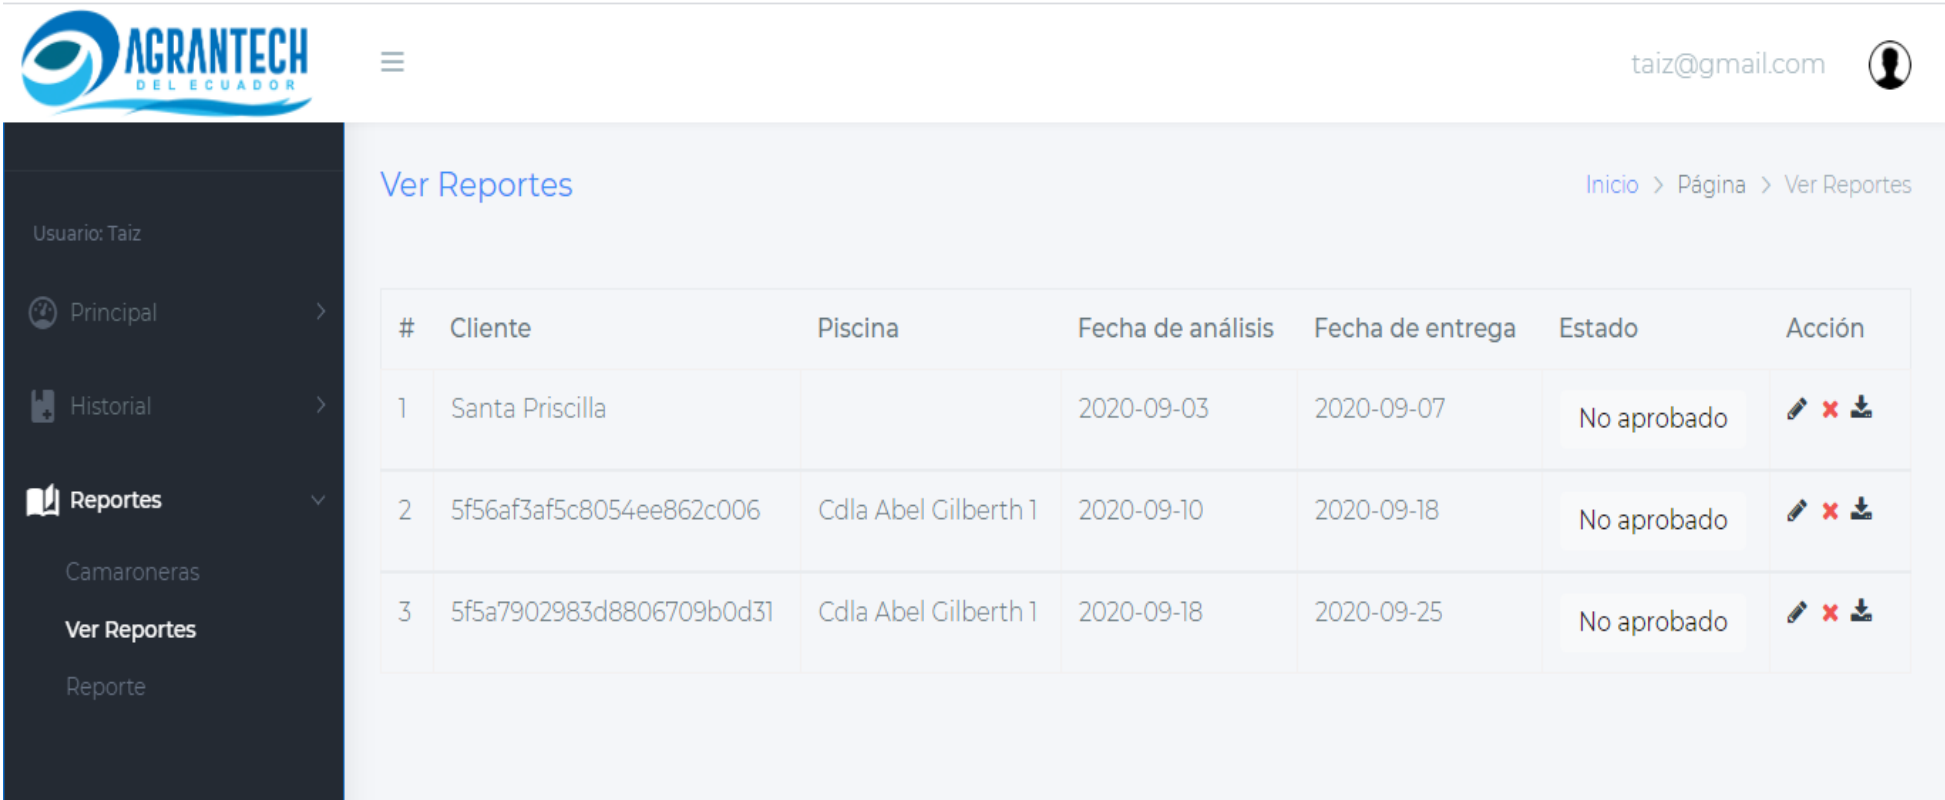 AGRANTECH
DEL ECUADOR
taiz@gmail.com
Usuario: Taiz
Principal
Historial
Reportes
Camaroneras
Ver Reportes
Reporte
Ver Reportes
Inicio > Página > Ver Reportes
# Cliente Piscina Fecha de análisis Fecha de entrega Estado Acción
1 Santa Priscilla 2020-09-03 2020-09-07 No aprobado
2 5f56af3af5c8054ee862c006 Cdla Abel Gilberth 1 2020-09-10 2020-09-18 No aprobado
3 5f5a7902983d8806709b0d31 Cdla Abel Gilberth 1 2020-09-18 2020-09-25 No aprobado